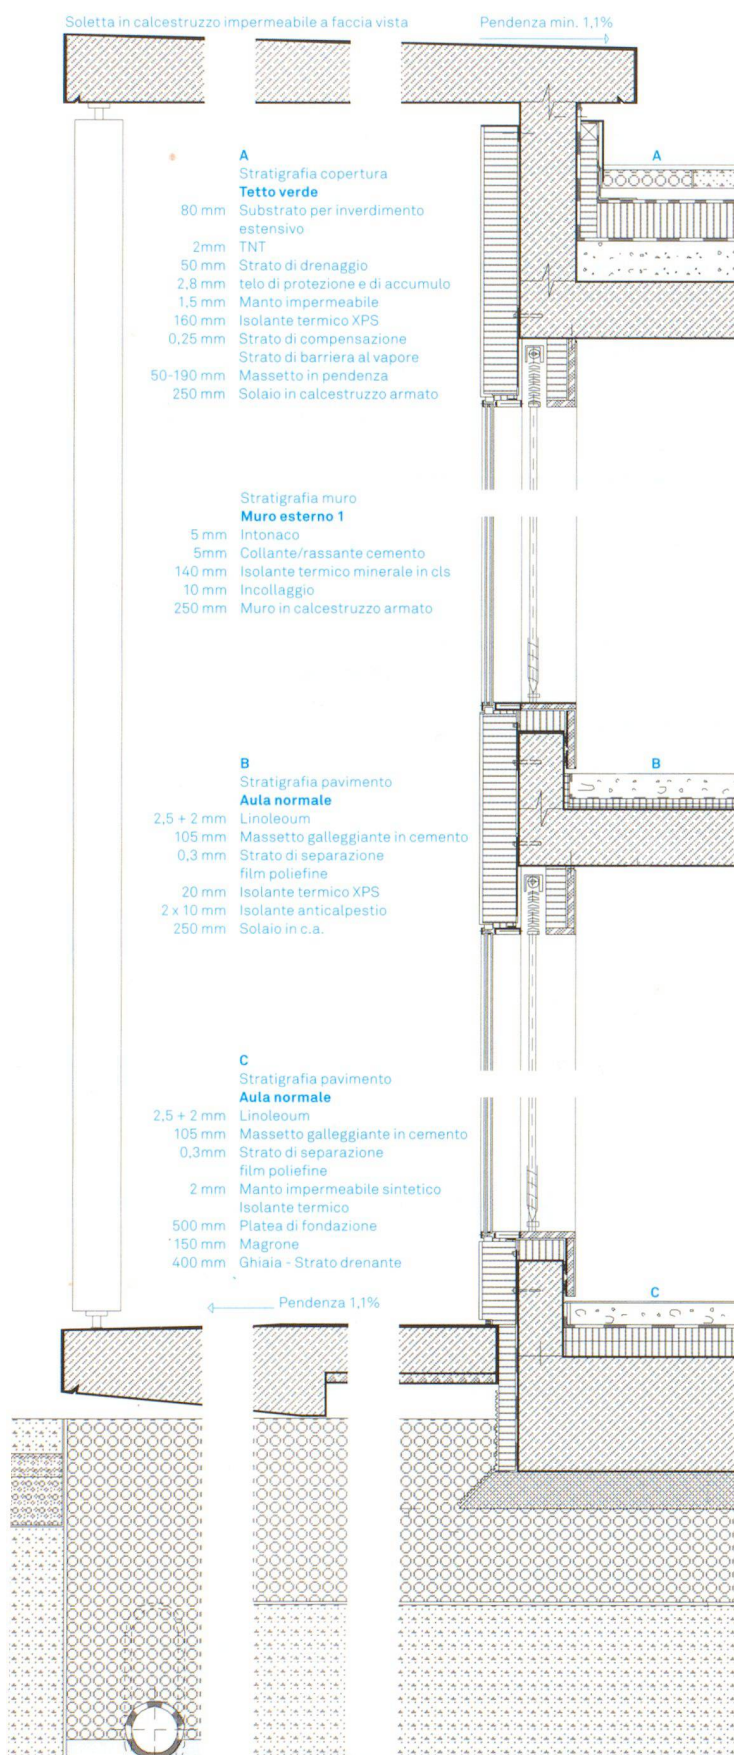 Soletta in calcestruzzo impermeabile a faccia vista
Pendenza min. 1,1%
A
Stratigrafia copertura
Tetto verde
80 mm Substrato per inverdimento
estensivo
2mm TNT
50 mm Strato di drenaggio
2,8 mm telo di protezione e di accumulo
1,5 mm Manto impermeabile
160 mm Isolante termico XPS
0,25 mm Strato di compensazione
Strato di barriera al vapore
50-190 mm Massetto in pendenza
250 mm Solaio in calcestruzzo armato
A
Stratigrafia muro
Muro esterno 1
5 mm Intonaco
5mm Collante/rassante cemento
140 mm Isolante termico minerale in cls
10 mm Incollaggio
250 mm Muro in calcestruzzo armato
B
Stratigrafia pavimento
Aula normale
2,5 + 2 mm Linoleoum
105 mm Massetto galleggiante in cemento
0,3 mm Strato di separazione
film poliefine
20 mm Isolante termico XPS
2 x 10 mm Isolante anticalpestio
250 mm Solaio in c.a.
B
C
Stratigrafia pavimento
Aula normale
2,5 + 2 mm Linoleoum
105 mm Massetto galleggiante in cemento
0,3mm Strato di separazione
film poliefine
2 mm Manto impermeabile sintetico
Isolante termico
500 mm Platea di fondazione
150 mm Magrone
400 mm Ghiaia - Strato drenante
C
Pendenza 1,1%